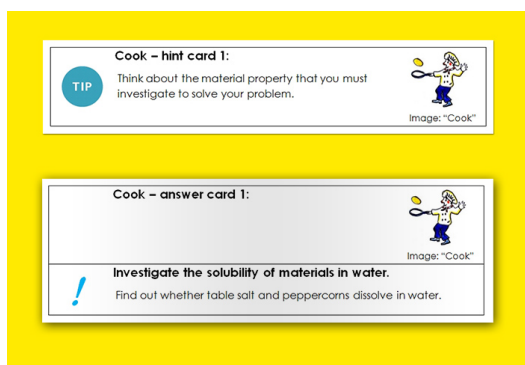 Cook – hint card 1:
TIP
Think about the material property that you must
investigate to solve your problem.
Image: “Cook”
Cook – answer card 1:
Image: “Cook”
Investigate the solubility of materials in water.
!
Find out whether table salt and peppercorns dissolve in water.